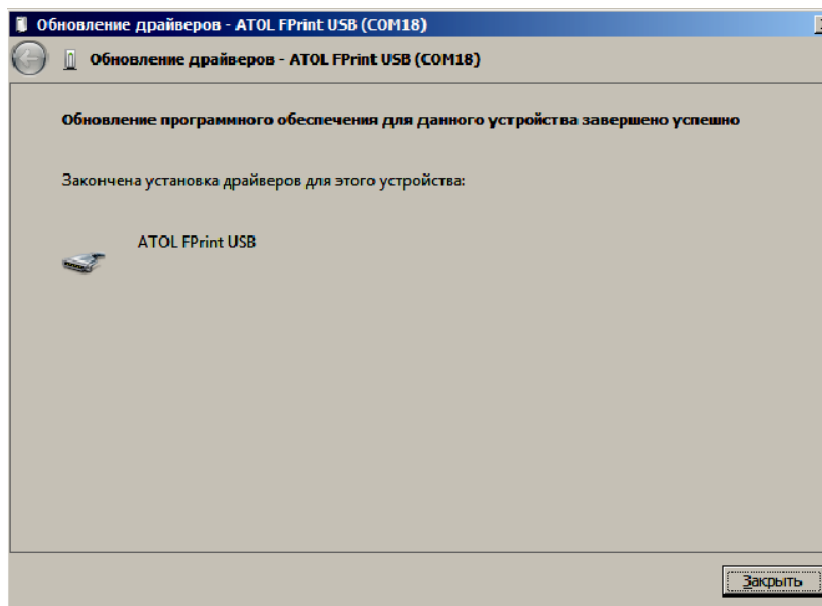 Обновление драйверов - ATOL FPrint USB (COM18)
Обновление драйверов - ATOL FPrint USB (COM18)
Обновление программного обеспечения для данного устройства завершено успешно
Закончена установка драйверов для этого устройства:
ATOL FPrint USB
Закрыть